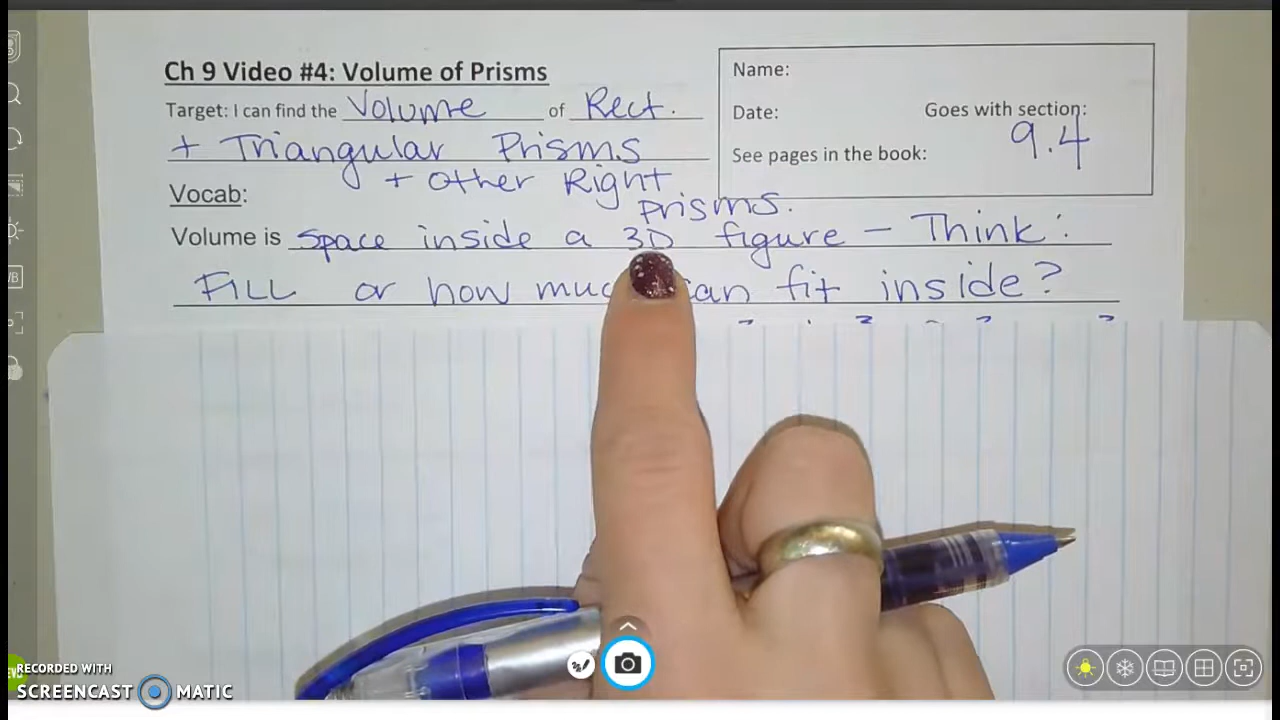 Ch 9 Video #4: Volume of Prisms
Target: I can find the Volume of Rect.
+ Triangular Prisms
+ other Right
prisms.
Name:
Date: Goes with section:
9.4
See pages in the book:
Vocab:
Volume is space inside a 3D figure – Think:
FILL or how can fit inside?
RECORDED WITH
SCREENCAST MATIC